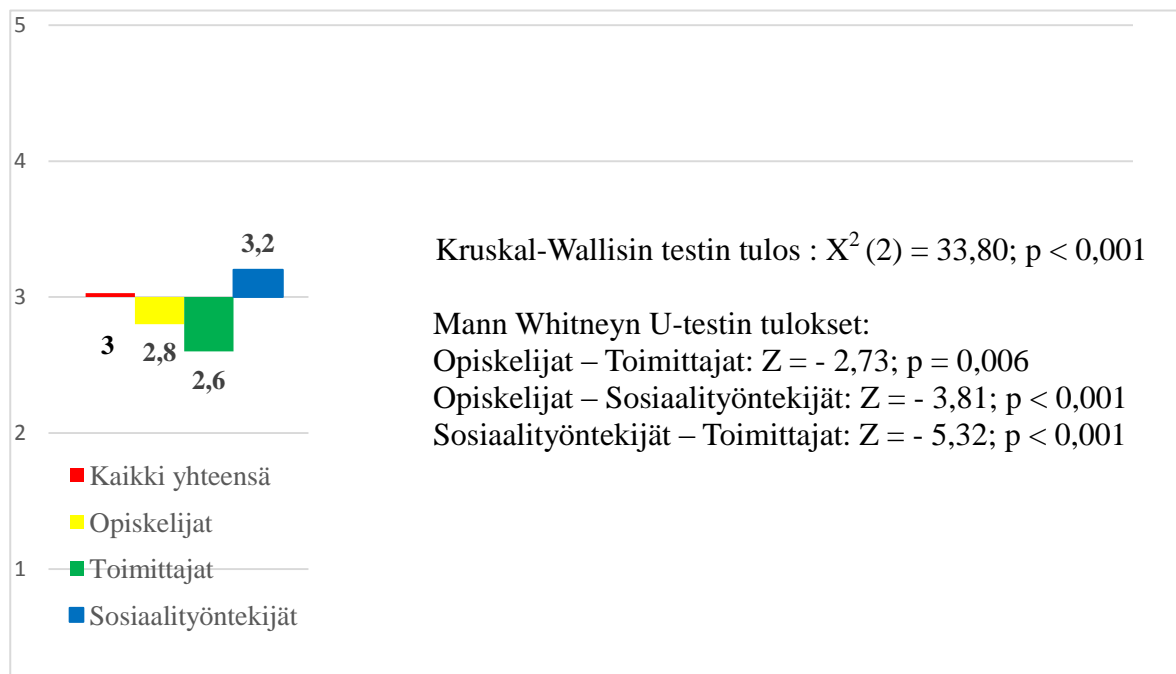 5
4
3
2
1
3
2,8
2,6
3,2
Kaikki yhteensä
Opiskelijat
Toimittajat
Sosiaalityöntekijät
Kruskal-Wallisin testin tulos : X² (2) = 33,80; p < 0,001
Mann Whitneyn U-testin tulokset:
Opiskelijat – Toimittajat: Z = - 2,73; p = 0,006
Opiskelijat – Sosiaalityöntekijät: Z = - 3,81; p < 0,001
Sosiaalityöntekijät – Toimittajat: Z = - 5,32; p < 0,001